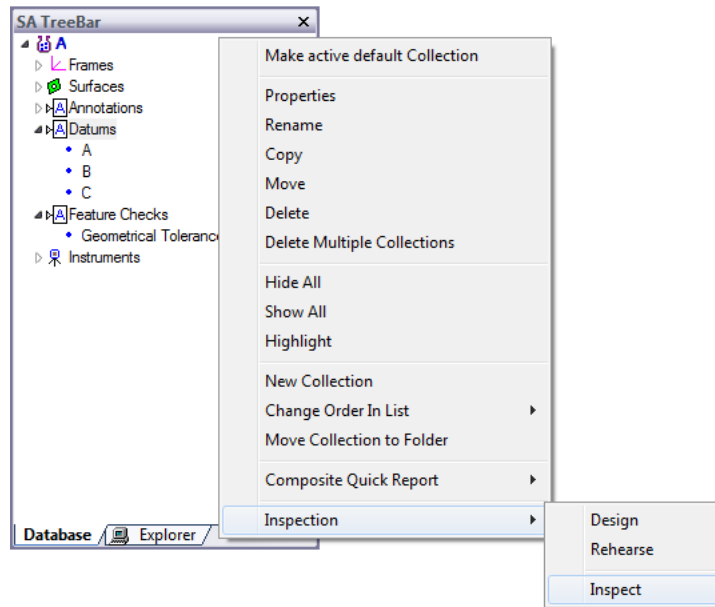 SA TreeBar
A
Frames
Surfaces
A Annotations
A Datums
A
B
C
A Feature Checks
Geometrical Tolerance
Instruments
Database
Explorer
Make active default Collection
Properties
Rename
Copy
Move
Delete
Delete Multiple Collections
Hide All
Show All
Highlight
New Collection
Change Order In List
Move Collection to Folder
Composite Quick Report
Inspection
Design
Rehearse
Inspect